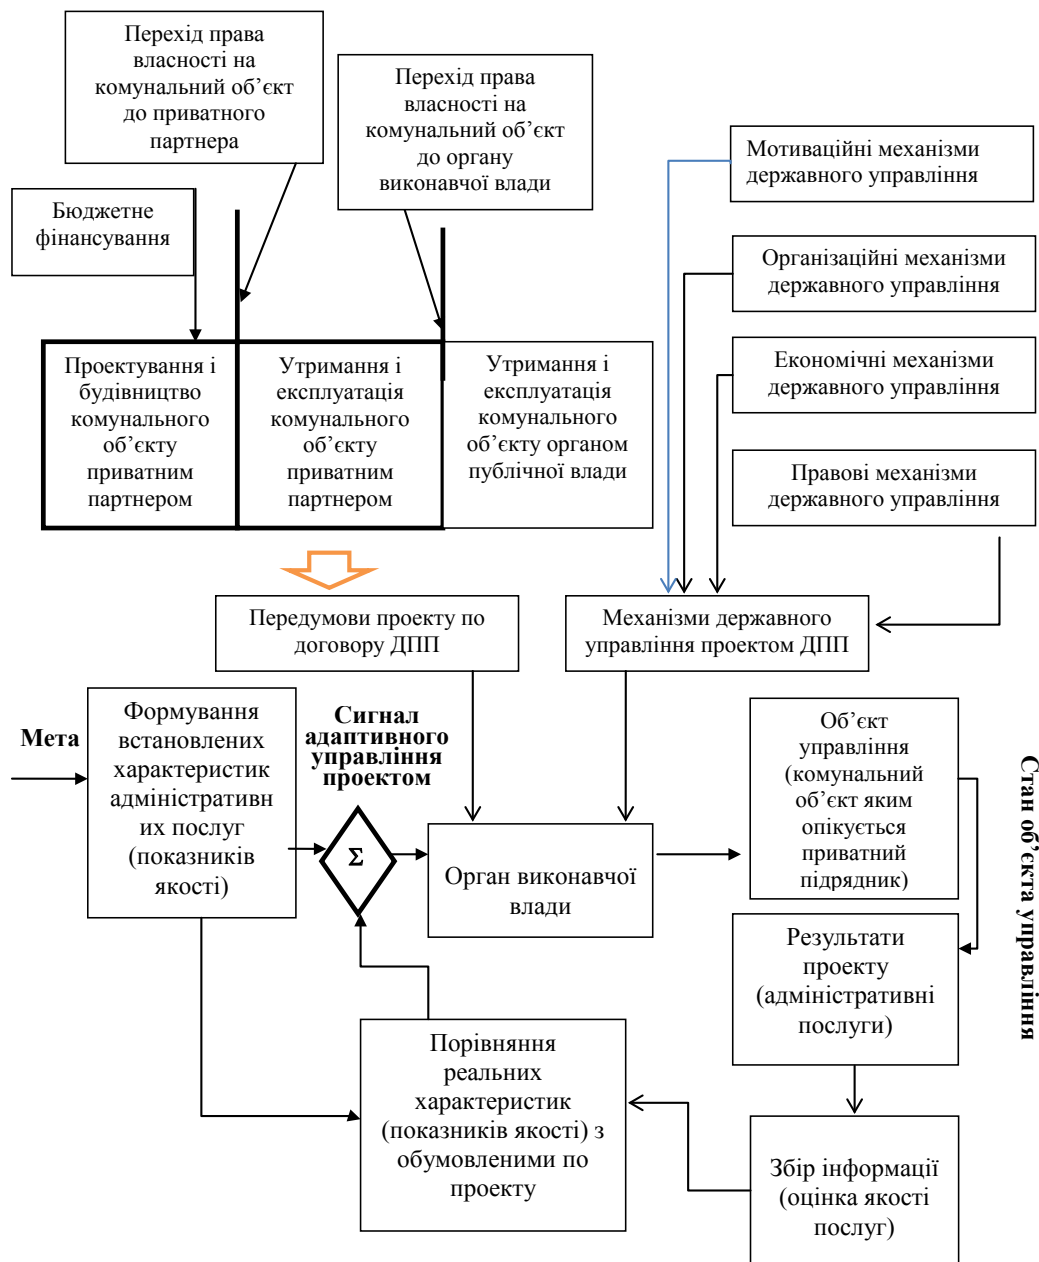 Перехід права
власності на
комунальний об’єкт
до приватного
партнера
Перехід права
власності на
комунальний об’єкт
до органу
виконавчої влади
Мотиваційні механізми
державного управління
Бюджетне
фінансування
Організаційні механізми
державного управління
Економічні механізми
державного управління
Правові механізми
державного управління
Проектування і
будівництво
комунального
об’єкту
приватним
партнером
Утримання і
експлуатація
комунального
об’єкту
приватним
партнером
Утримання і
експлуатація
комунального
об’єкту органом
публічної влади
Передумови проекту по
договору ДПП
Механізми державного
управління проектом ДПП
Мета
Формування
встановлених
характеристик
адміністративн
их послуг
(показників
якості)
Сигнал
адаптивного
управління
проектом
Σ
Орган виконавчої
влади
Об’єкт
управління
(комунальний
об’єкт яким
опікується
приватний
підрядник)
Стан об’єкта управління
Результати
проекту
(адміністративні
послуги)
Порівняння
реальних
характеристик
(показників якості) з
обумовленими по
проекту
Збір інформації
(оцінка якості
послуг)